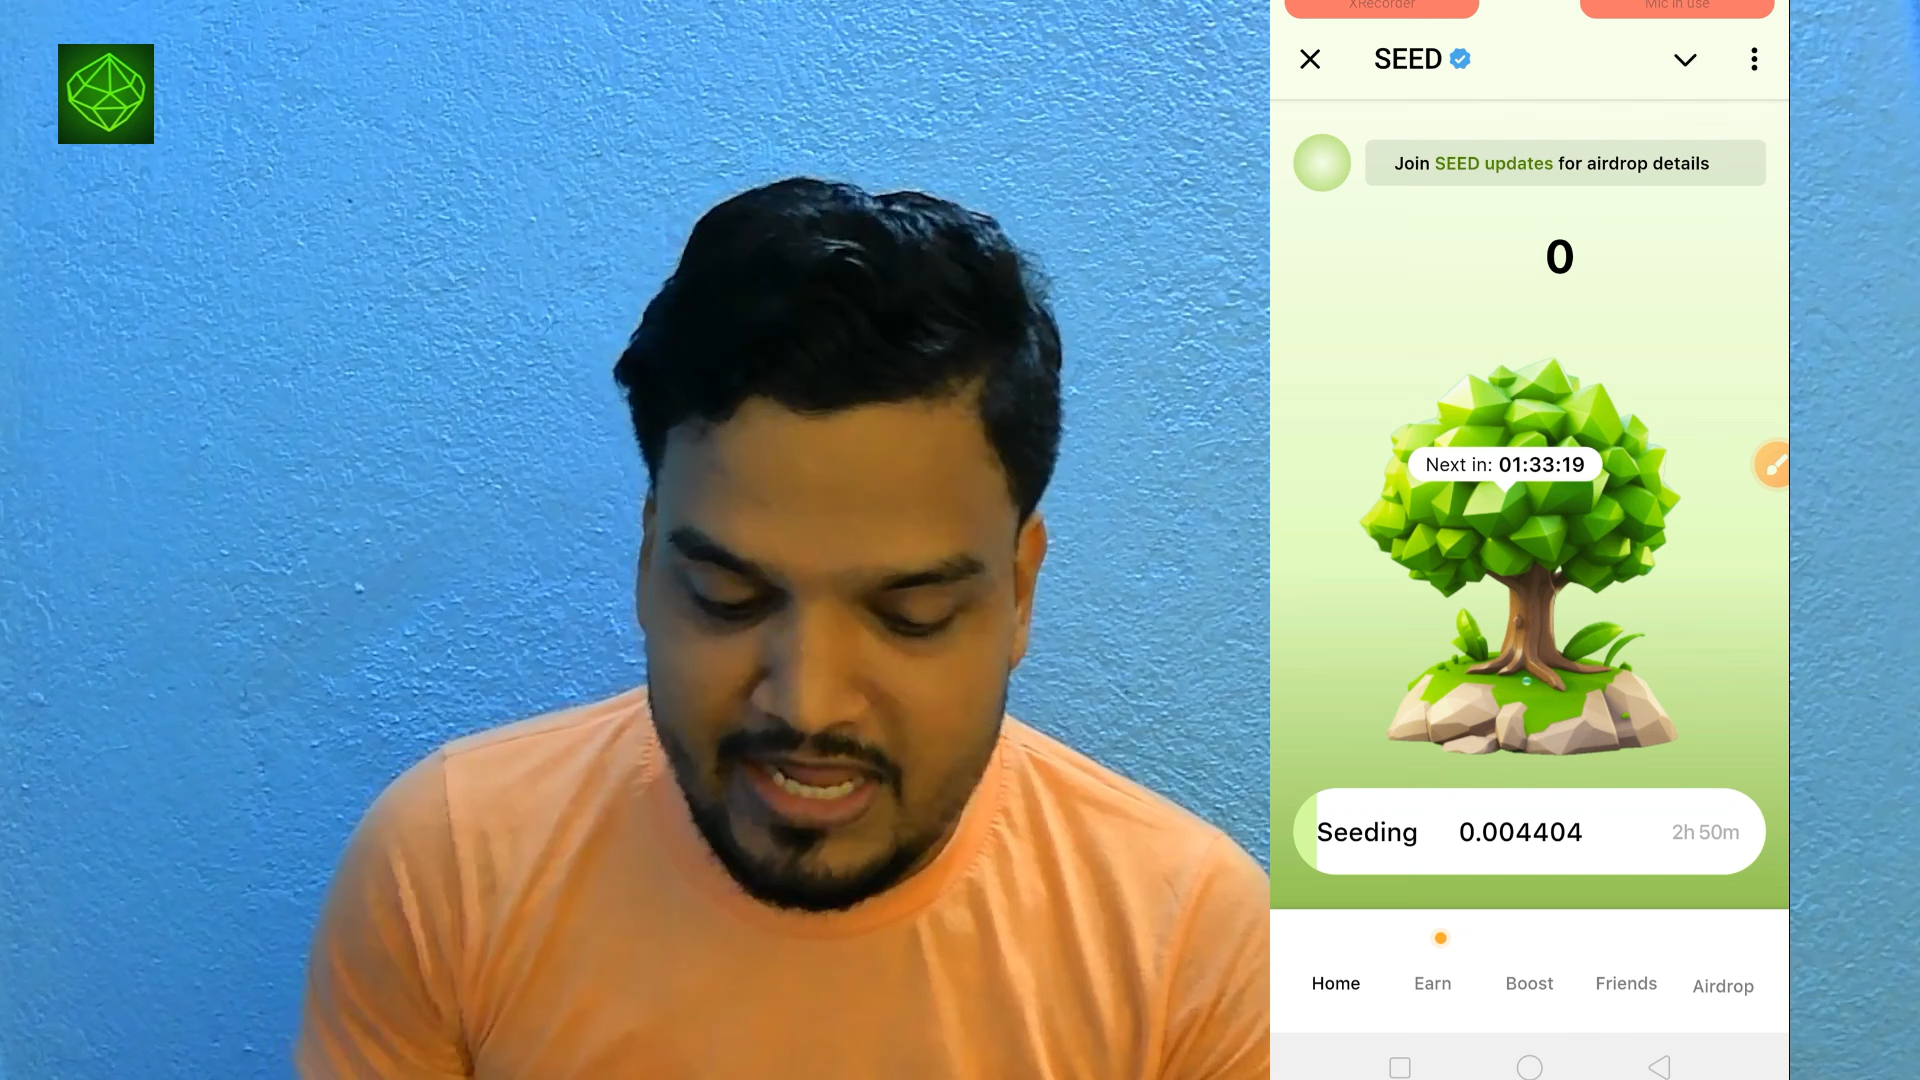 XRecorder
Mic in use
SEED
Join SEED updates for airdrop details
0
Next in: 01:33:19
Seeding 0.004404 2h 50m
Home Earn Boost Friends Airdrop